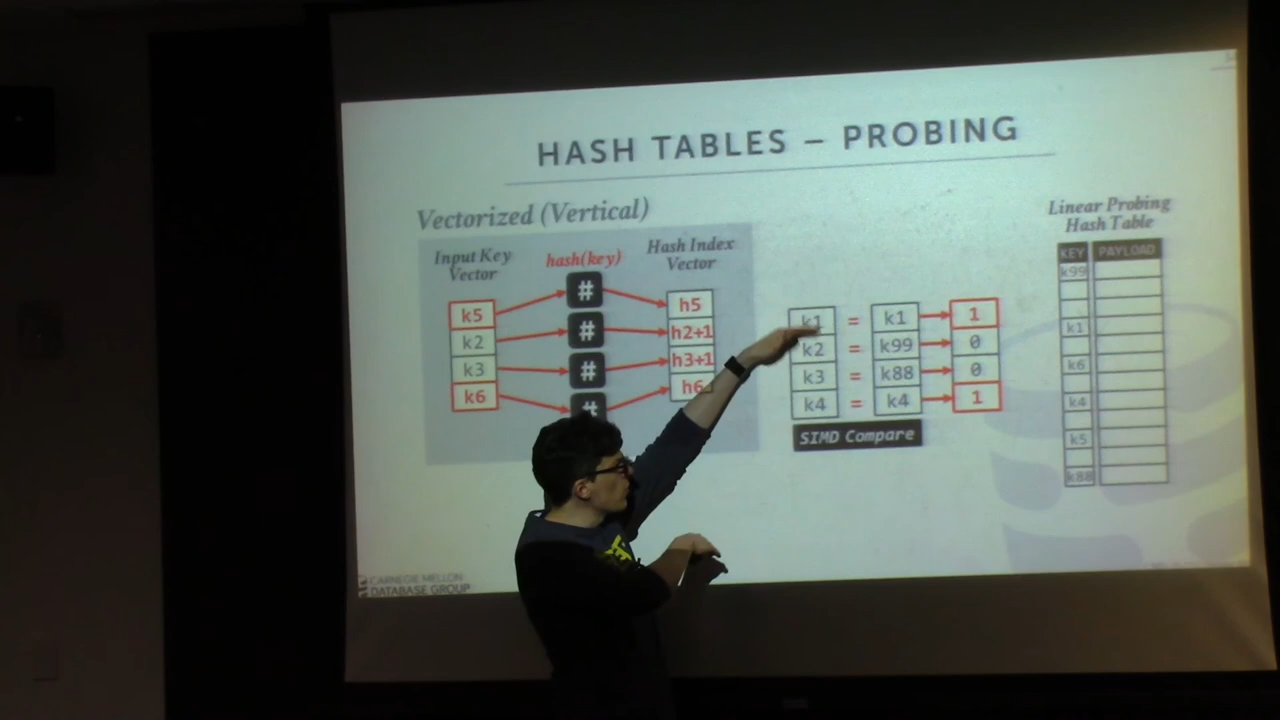 HASH TABLES – PROBING
Vectorized (Vertical)
Input Key
Vector
hash(key)
Hash Index
Vector
k5
k2
k3
k6
#
#
#
#
h5
h2+1
h3+1
h6
k1 = k1 1
k2 = k99 0
k3 = k88 0
k4 = k4 1
SIMD Compare
Linear Probing
Hash Table
KEY PAYLOAD
k99
k1
k6
k4
k5
k88
CARNEGIE MELLON
DATABASE GROUP